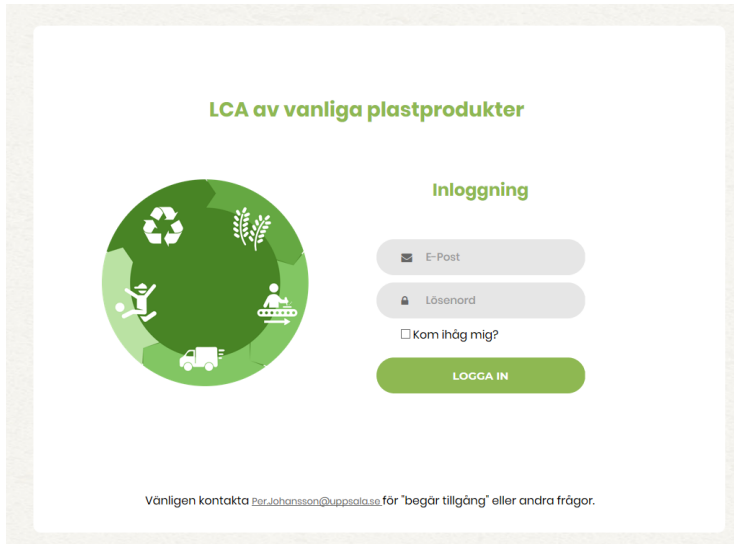 LCA av vanliga plastprodukter
Inloggning
E-Post
Lösenord
Kom ihåg mig?
LOGGA IN
Vänligen kontakta Per.Johansson@uppsala.se för "begär tillgång" eller andra frågor.